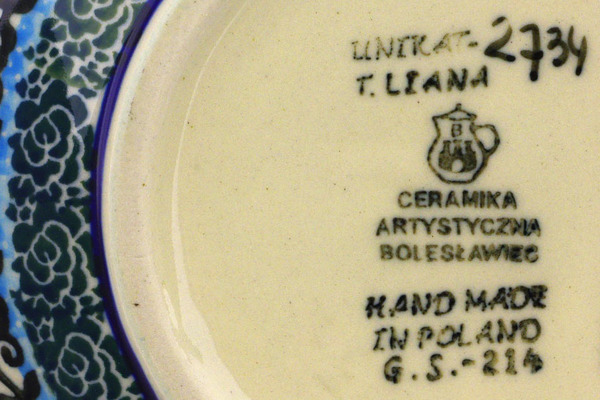 UNIKAT-2734
T. LIANA
B
CERAMIKA
ARTYSTYCZNA
BOLESŁAWIEC
HAND MADE
IN POLAND
G.S.-214